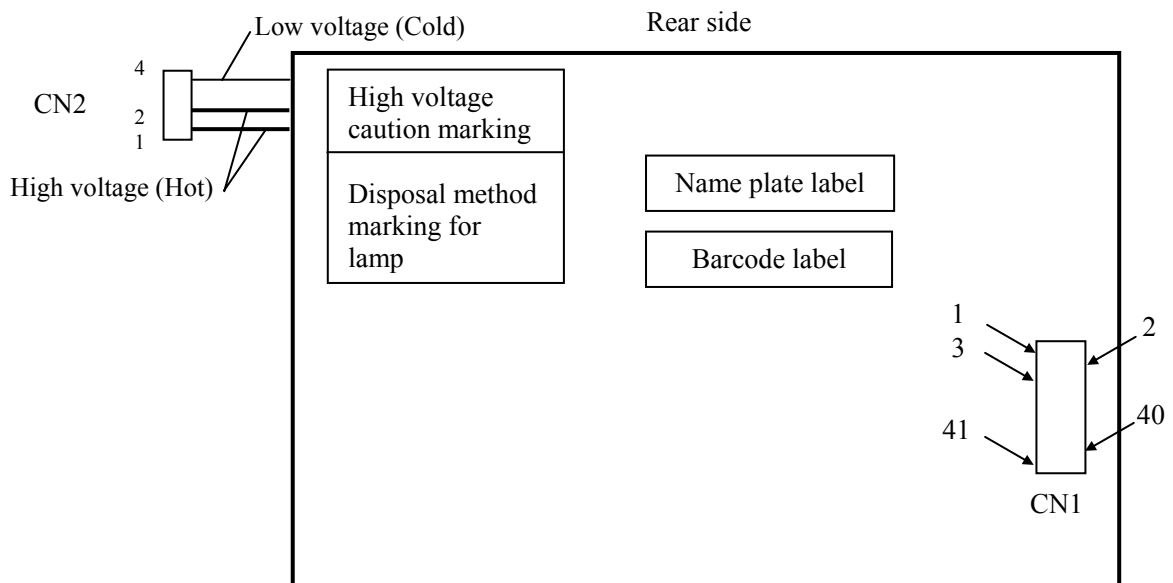 Low voltage (Cold)
Rear side
4
CN2
2
1
High voltage (Hot)
High voltage
caution marking
Disposal method
marking for
lamp
Name plate label
Barcode label
1
2
3
41
40
CN1